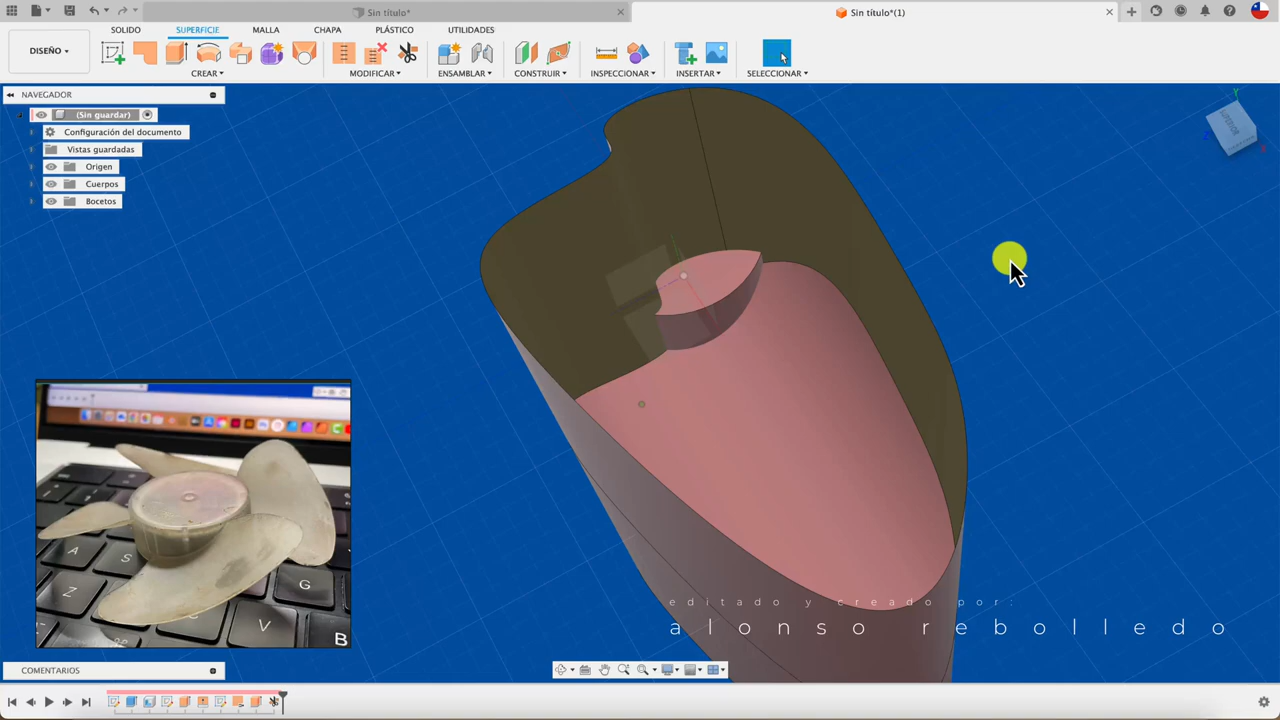 Sin título*
Sin título*(1)
DISEÑO
SOLIDO
SUPERFICIE
MALLA
CHAPA
PLÁSTICO
UTILIDADES
CREAR
MODIFICAR
ENSAMBLAR
CONSTRUIR
INSPECCIONAR
INSERTAR
SELECCIONAR
NAVEGADOR
(Sin guardar)
Configuración del documento
Vistas guardadas
Origen
Cuerpos
Bocetos
Y
A
S
Z
X
C
V
G
B
editado y creado por:
alonso rebolledo
COMENTARIOS